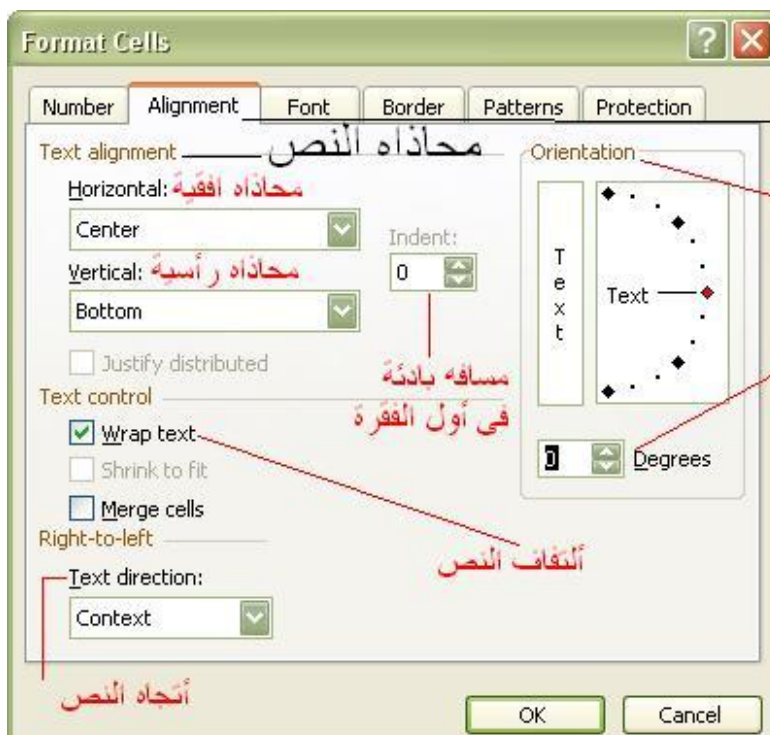 Format Cells
Number Alignment Font Border Patterns Protection
Text alignment محاذاه النص
Horizontal: محاذاه افقية
Center
Vertical: محاذاه رأسية
Bottom
Indent:
0
مسافه بادئة
فى أول الفقرة
Justify distributed
Text control
Wrap text
Shrink to fit
Merge cells
ألتفاف النص
Right-to-left
Text direction:
Context
أتجاه النص
Orientation
Text
Text
0 Degrees
OK Cancel